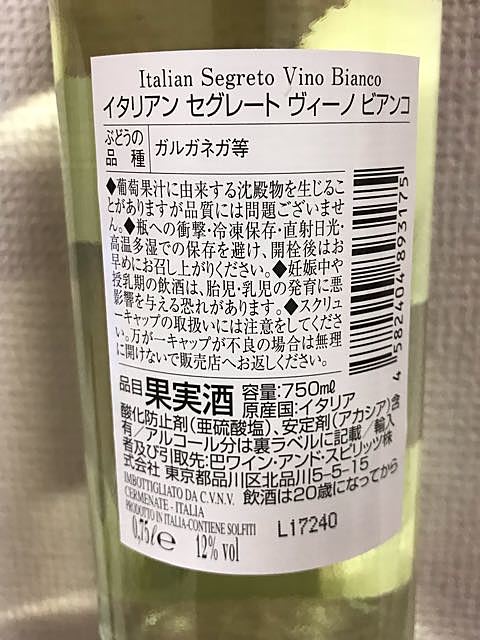 Italian Segreto Vino Bianco
イタリアン セグレート ヴィーノ ビアンコ
ぶどうの品種 ガルガネガ等
◆葡萄果汁に由来する沈殿物を生じるこ
とがありますが品質には問題ございませ
ん。◆瓶への衝撃・冷凍保存・直射日光・
高温多湿での保存を避け、開栓後はお
早めにお召し上がりください。◆妊娠中や
授乳期の飲酒は、胎児・乳児の発育に悪
影響を与える恐れがあります。◆スクリュ
ーキャップの取扱いには注意をしてくださ
い。万が一キャップが不良の場合は無理
に開けないで販売店へお返しください。
4 582404 893175
品目 果実酒 容量:750mℓ
原産国:イタリア
酸化防止剤(亜硫酸塩)、安定剤(アカシア)含
有/アルコール分は裏ラベルに記載/輸入
者及び引取先:巴ワイン・アンド・スピリッツ株
式会社 東京都品川区北品川5-5-15
IMBOTTIGLIATO DA C.V.N.V. 飲酒は20歳になってから
CERMENATE - ITALIA
PRODOTTO IN ITALIA-CONTIENE SOLFITI
0,75ℓ e 12% vol
L17240